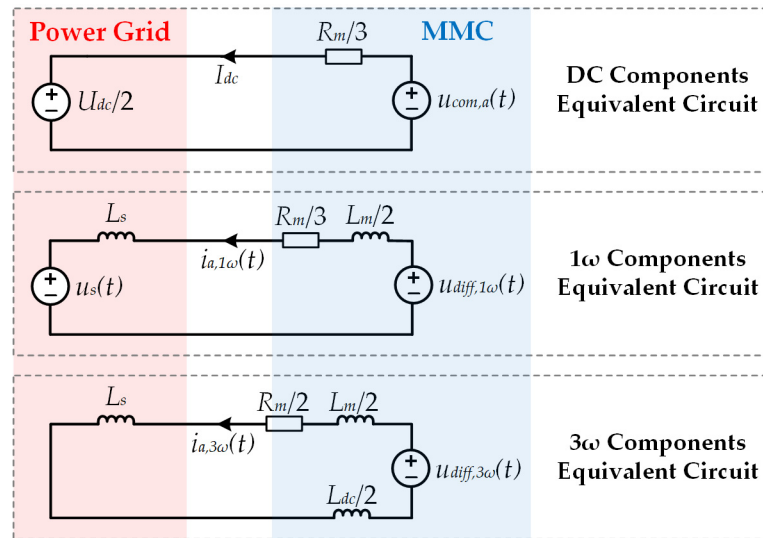 Power Grid
MMC
Rm/3
Idc
Udc/2
ucom,a(t)
DC Components
Equivalent Circuit
Ls
Rm/3
Lm/2
ia,1ω(t)
us(t)
udiff,1ω(t)
1ω Components
Equivalent Circuit
Ls
Rm/2
Lm/2
ia,3ω(t)
udiff,3ω(t)
Ldc/2
3ω Components
Equivalent Circuit